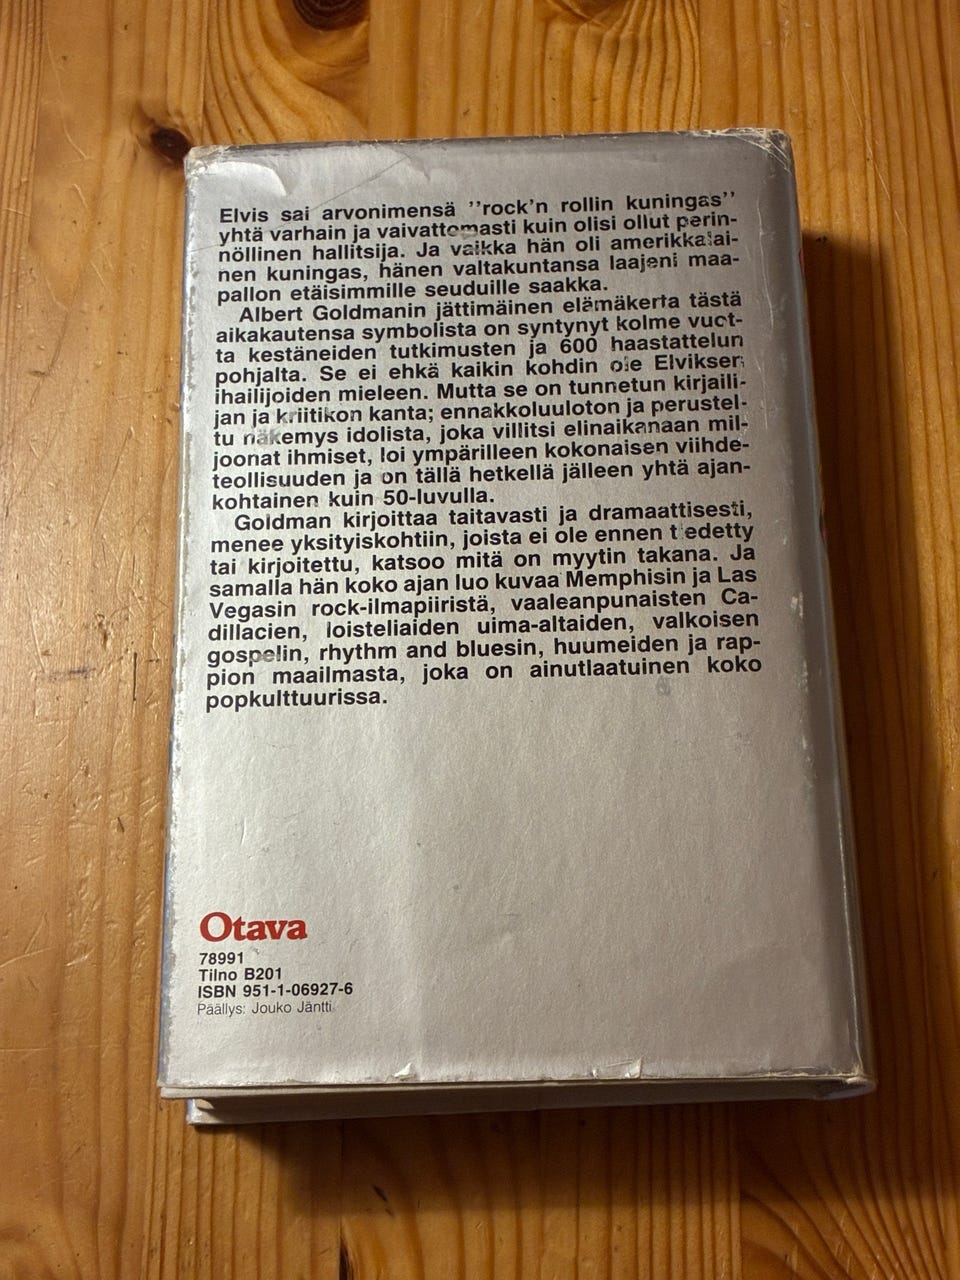 Elvis sai arvonimensä ''rock'n rollin kuningas''
yhtä varhain ja vaivattomasti kuin olisi ollut perin-
nöllinen hallitsija. Ja vaikka hän oli amerikkalai-
nen kuningas, hänen valtakuntansa laajeni maa-
pallon etäisimmille seuduille saakka.
Albert Goldmanin jättimäinen elämäkerta tästä
aikakautensa symbolista on syntynyt kolme vuot-
ta kestäneiden tutkimusten ja 600 haastattelun
pohjalta. Se ei ehkä kaikin kohdin ole Elviksen
ihailijoiden mieleen. Mutta se on tunnetun kirjaili-
jan ja kriitikon kanta; ennakkoluuloton ja perustel-
tu näkemys idolista, joka villitsi elinaikanaan mil-
joonat ihmiset, loi ympärilleen kokonaisen viihde-
teollisuuden ja on tällä hetkellä jälleen yhtä ajan-
kohtainen kuin 50-luvulla.
Goldman kirjoittaa taitavasti ja dramaattisesti,
menee yksityiskohtiin, joista ei ole ennen tiedetty
tai kirjoitettu, katsoo mitä on myytin takana. Ja
samalla hän koko ajan luo kuvaa Memphisin ja Las
Vegasin rock-ilmapiiristä, vaaleanpunaisten Ca-
dillacien, loisteliaiden uima-altaiden, valkoisen
gospelin, rhythm and bluesin, huumeiden ja rap-
pion maailmasta, joka on ainutlaatuinen koko
popkulttuurissa.
Otava
78991
Tilno B201
ISBN 951-1-06927-6
Päällys: Jouko Jäntti